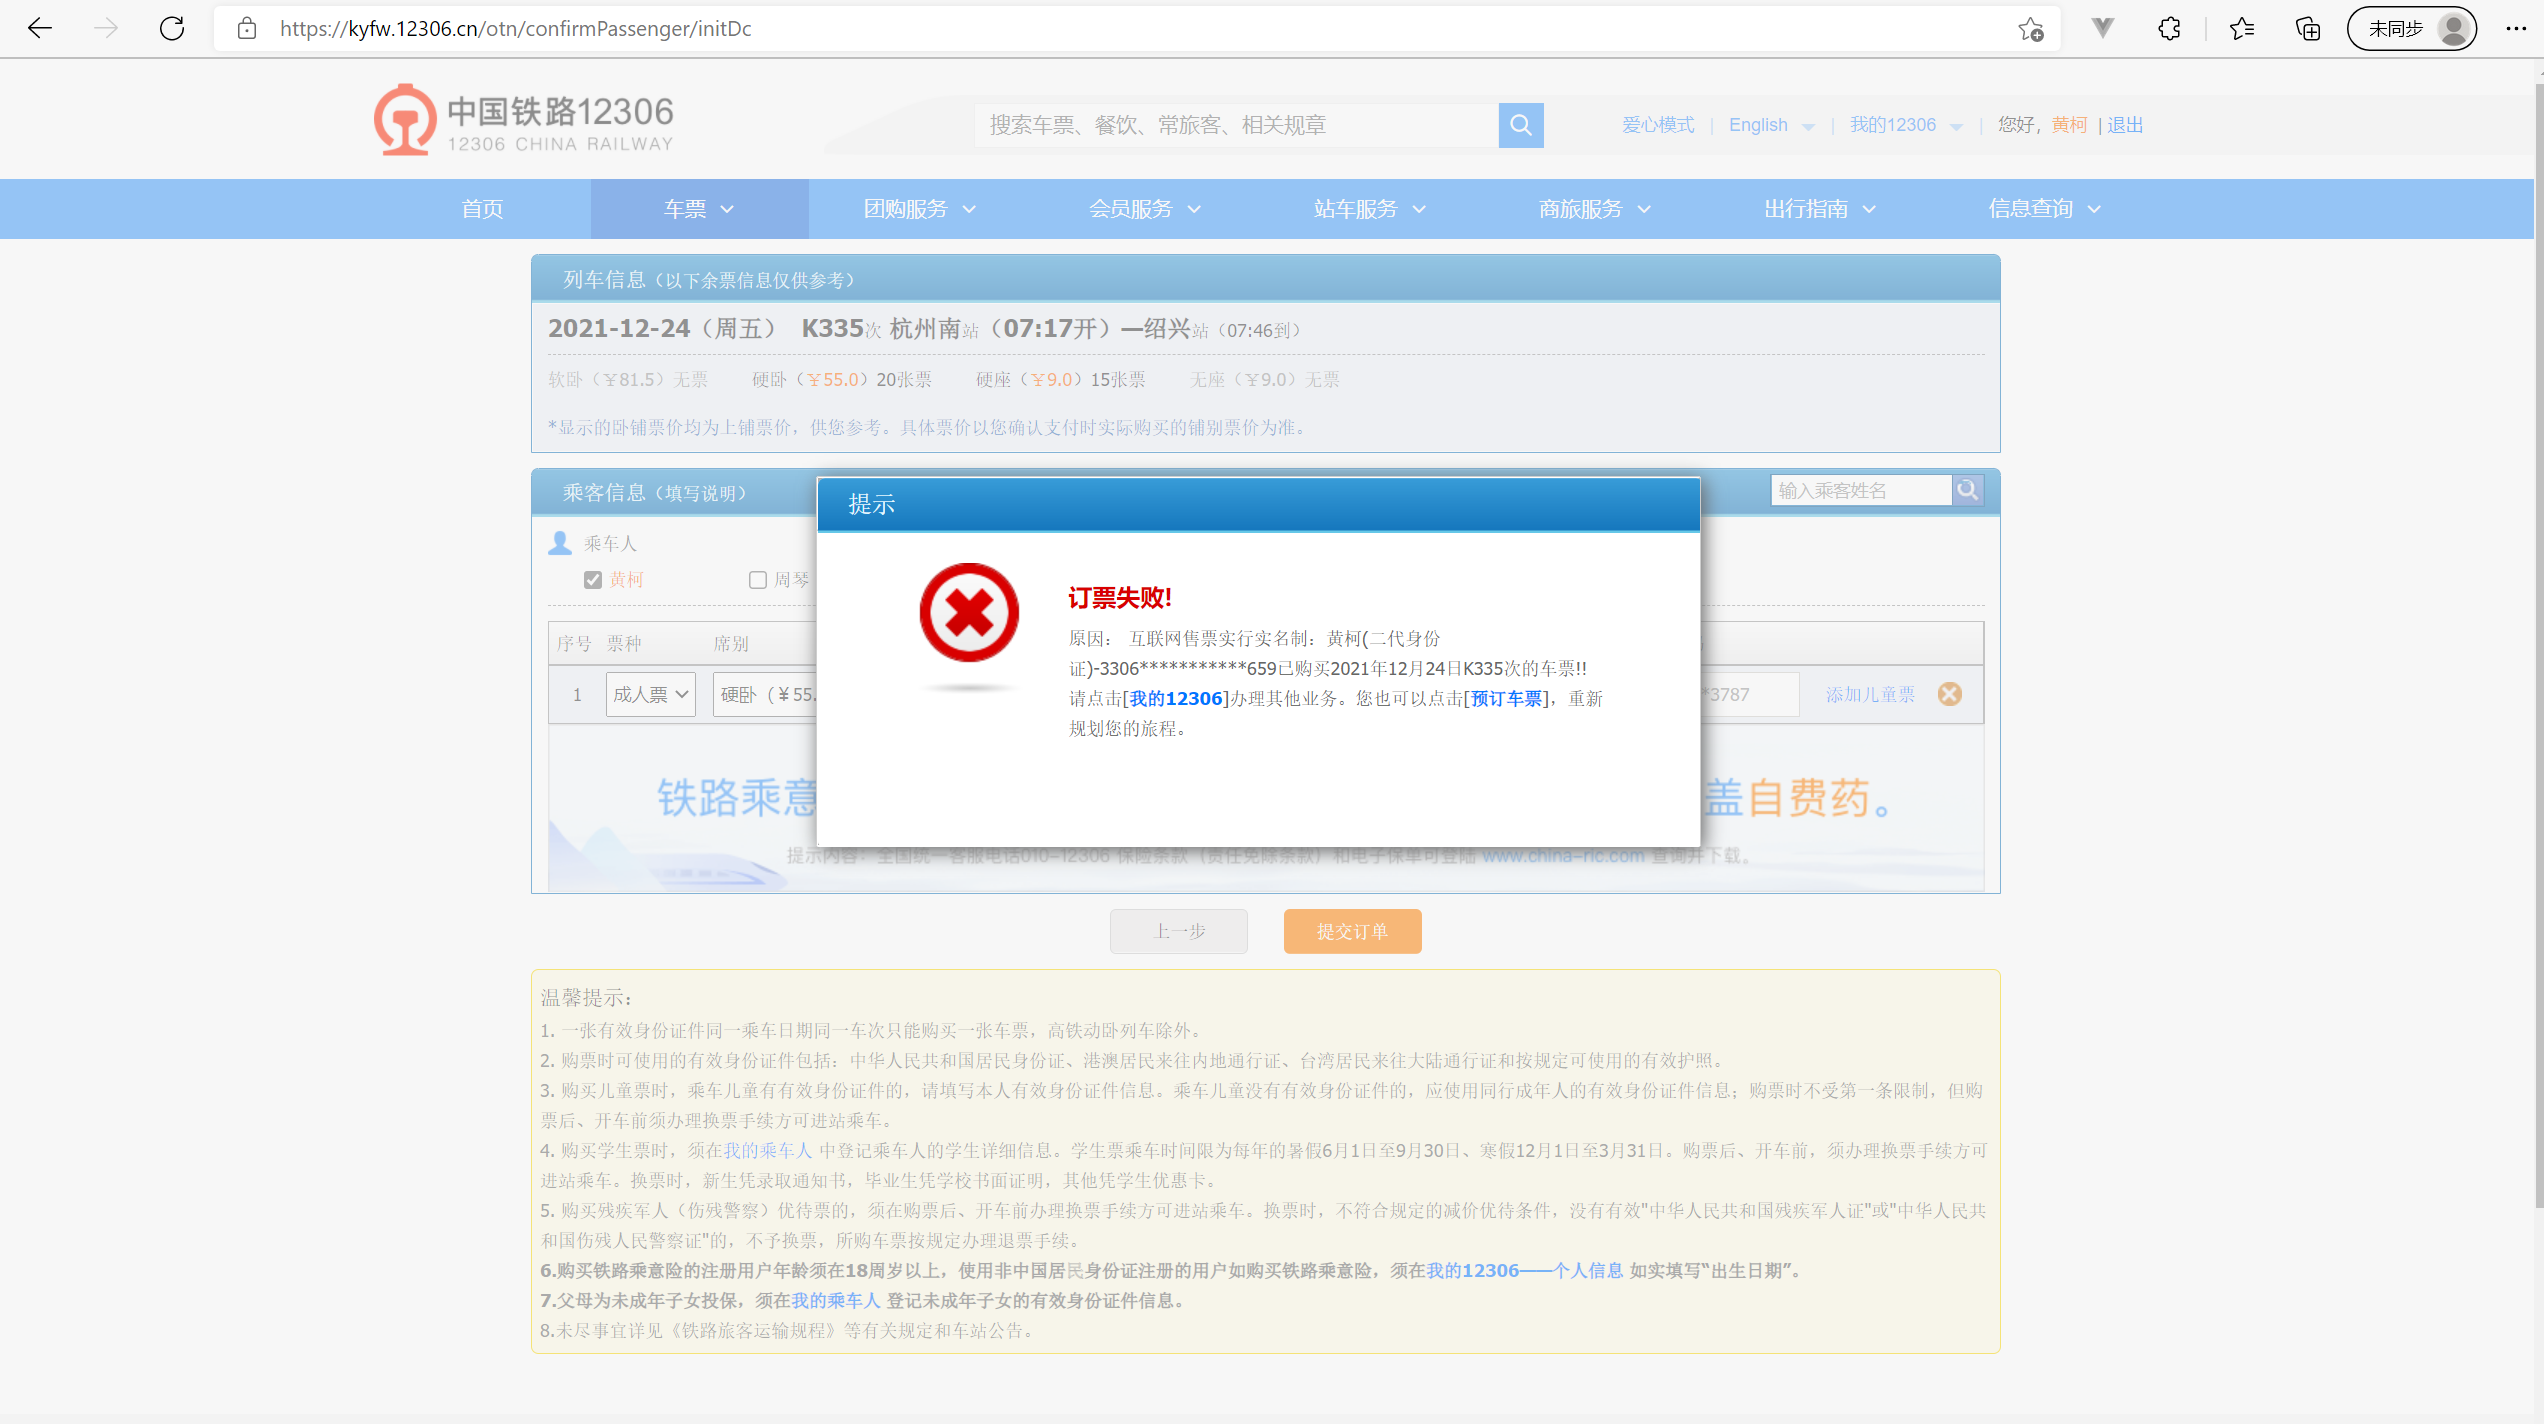 https://kyfw.12306.cn/otn/confirmPassenger/initDc
未同步
中国铁路12306
12306 CHINA RAILWAY
搜索车票、餐饮、常旅客、相关规章
爱心模式 | English | 我的12306 | 您好，黄柯 | 退出
首页 车票 团购服务 会员服务 站车服务 商旅服务 出行指南 信息查询
列车信息（以下余票信息仅供参考）
2021-12-24（周五） K335次 杭州南站（07:17开）—绍兴站（07:46到）
软卧（￥81.5）无票 硬卧（￥55.0）20张票 硬座（￥9.0）15张票 无座（￥9.0）无票
*显示的卧铺票价均为上铺票价，供您参考。具体票价以您确认支付时实际购买的铺别票价为准。
乘客信息（填写说明）
输入乘客姓名
乘车人
黄柯 周琴
序号 票种 席别
1 成人票 硬卧（￥55. *3787 添加儿童票
提示
订票失败!
原因： 互联网售票实行实名制：黄柯(二代身份
证)-3306***********659已购买2021年12月24日K335次的车票!!
请点击[我的12306]办理其他业务。您也可以点击[预订车票]，重新
规划您的旅程。
铁路乘意 盖自费药。
提示内容：全国统一客服电话010-12306 保险条款（责任免除条款）和电子保单可登陆 www.china-ric.com 查询并下载。
上一步 提交订单
温馨提示：
1. 一张有效身份证件同一乘车日期同一车次只能购买一张车票，高铁动卧列车除外。
2. 购票时可使用的有效身份证件包括：中华人民共和国居民身份证、港澳居民来往内地通行证、台湾居民来往大陆通行证和按规定可使用的有效护照。
3. 购买儿童票时，乘车儿童有有效身份证件的，请填写本人有效身份证件信息。乘车儿童没有有效身份证件的，应使用同行成年人的有效身份证件信息；购票时不受第一条限制，但购
票后、开车前须办理换票手续方可进站乘车。
4. 购买学生票时，须在我的乘车人 中登记乘车人的学生详细信息。学生票乘车时间限为每年的暑假6月1日至9月30日、寒假12月1日至3月31日。购票后、开车前，须办理换票手续方可
进站乘车。换票时，新生凭录取通知书，毕业生凭学校书面证明，其他凭学生优惠卡。
5. 购买残疾军人（伤残警察）优待票的，须在购票后、开车前办理换票手续方可进站乘车。换票时，不符合规定的减价优待条件，没有有效"中华人民共和国残疾军人证"或"中华人民共
和国伤残人民警察证"的，不予换票，所购车票按规定办理退票手续。
6.购买铁路乘意险的注册用户年龄须在18周岁以上，使用非中国居民身份证注册的用户如购买铁路乘意险，须在我的12306——个人信息 如实填写“出生日期”。
7.父母为未成年子女投保，须在我的乘车人 登记未成年子女的有效身份证件信息。
8.未尽事宜详见《铁路旅客运输规程》等有关规定和车站公告。